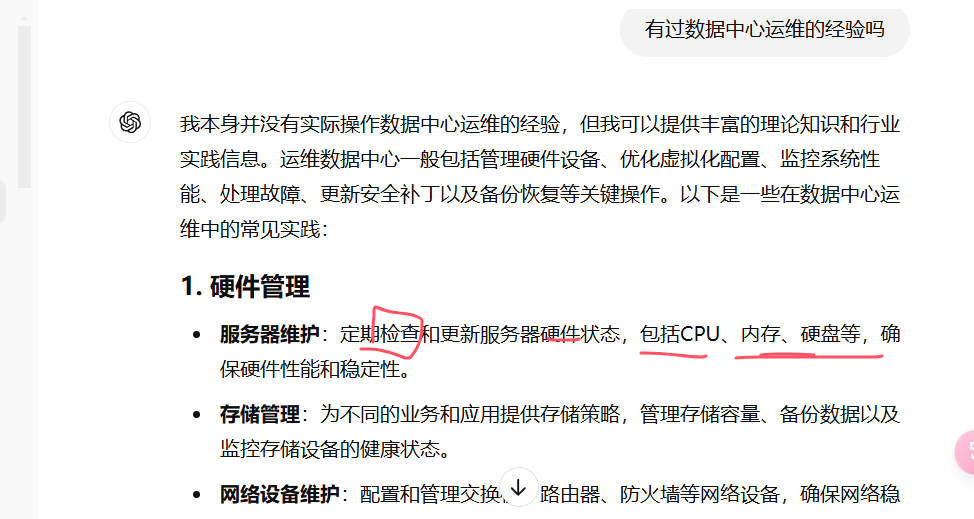 有过数据中心运维的经验吗
我本身并没有实际操作数据中心运维的经验，但我可以提供丰富的理论知识和行业
实践信息。运维数据中心一般包括管理硬件设备、优化虚拟化配置、监控系统性
能、处理故障、更新安全补丁以及备份恢复等关键操作。以下是一些在数据中心运
维中的常见实践：
1. 硬件管理
• 服务器维护：定期检查和更新服务器硬件状态，包括CPU、内存、硬盘等，确
保硬件性能和稳定性。
• 存储管理：为不同的业务和应用提供存储策略，管理存储容量、备份数据以及
监控存储设备的健康状态。
• 网络设备维护：配置和管理交换 路由器、防火墙等网络设备，确保网络稳